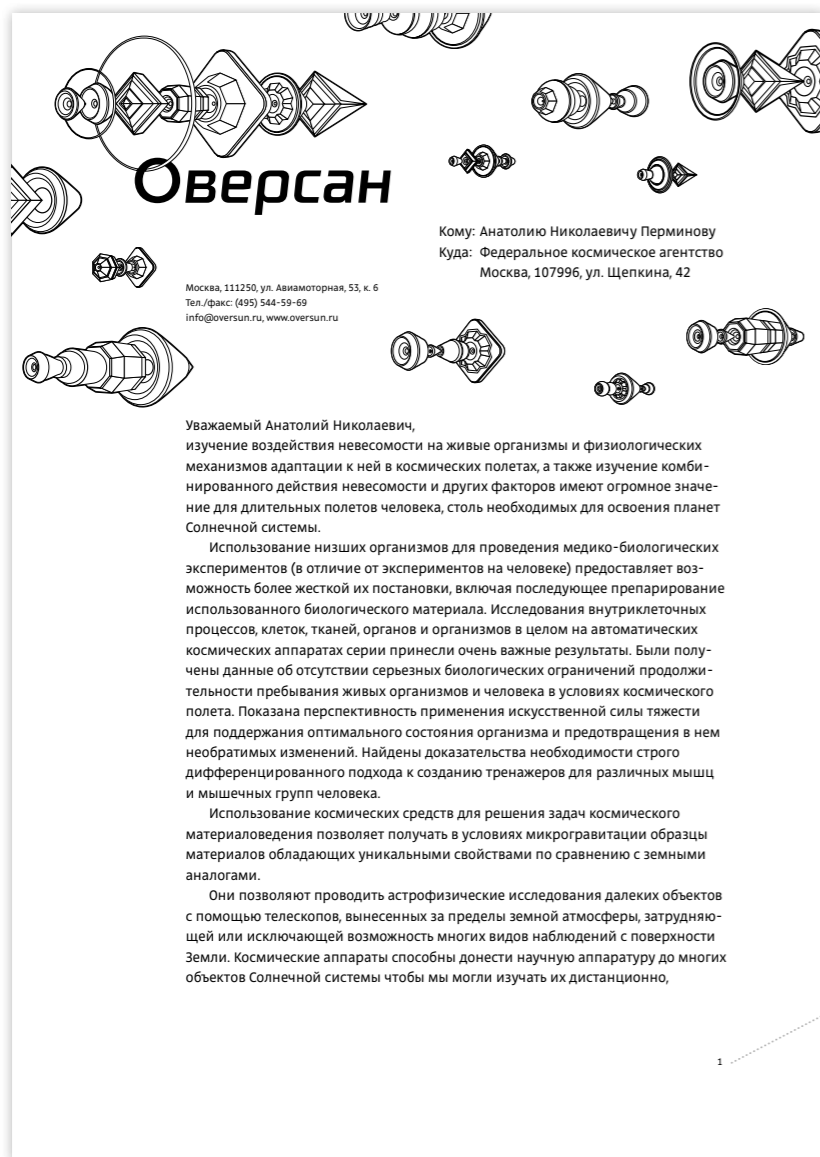 Оверсан
Кому: Анатолию Николаевичу Перминову
Куда: Федеральное космическое агентство
Москва, 107996, ул. Щепкина, 42
Москва, 111250, ул. Авиамоторная, 53, к. 6
Тел./факс: (495) 544-59-69
info@oversun.ru, www.oversun.ru
Уважаемый Анатолий Николаевич,
изучение воздействия невесомости на живые организмы и физиологических
механизмов адаптации к ней в космических полетах, а также изучение комби-
нированного действия невесомости и других факторов имеют огромное значе-
ние для длительных полетов человека, столь необходимых для освоения планет
Солнечной системы.
Использование низших организмов для проведения медико-биологических
экспериментов (в отличие от экспериментов на человеке) предоставляет воз-
можность более жесткой их постановки, включая последующее препарирование
использованного биологического материала. Исследования внутриклеточных
процессов, клеток, тканей, органов и организмов в целом на автоматических
космических аппаратах серии принесли очень важные результаты. Были полу-
чены данные об отсутствии серьезных биологических ограничений продолжи-
тельности пребывания живых организмов и человека в условиях космического
полета. Показана перспективность применения искусственной силы тяжести
для поддержания оптимального состояния организма и предотвращения в нем
необратимых изменений. Найдены доказательства необходимости строго
дифференцированного подхода к созданию тренажеров для различных мышц
и мышечных групп человека.
Использование космических средств для решения задач космического
материаловедения позволяет получать в условиях микрогравитации образцы
материалов обладающих уникальными свойствами по сравнению с земными
аналогами.
Они позволяют проводить астрофизические исследования далеких объектов
с помощью телескопов, вынесенных за пределы земной атмосферы, затрудняю-
щей или исключающей возможность многих видов наблюдений с поверхности
Земли. Космические аппараты способны донести научную аппаратуру до многих
объектов Солнечной системы чтобы мы могли изучать их дистанционно,
1